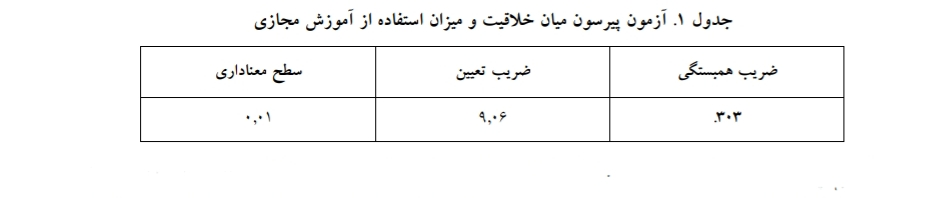 جدول ۱. آزمون پیرسون میان خلاقیت و میزان استفاده از آموزش مجازی
ضریب همبستگی ضریب تعیین سطح معناداری
.۳۰۳ ۹,۰۶ ۰,۰۱